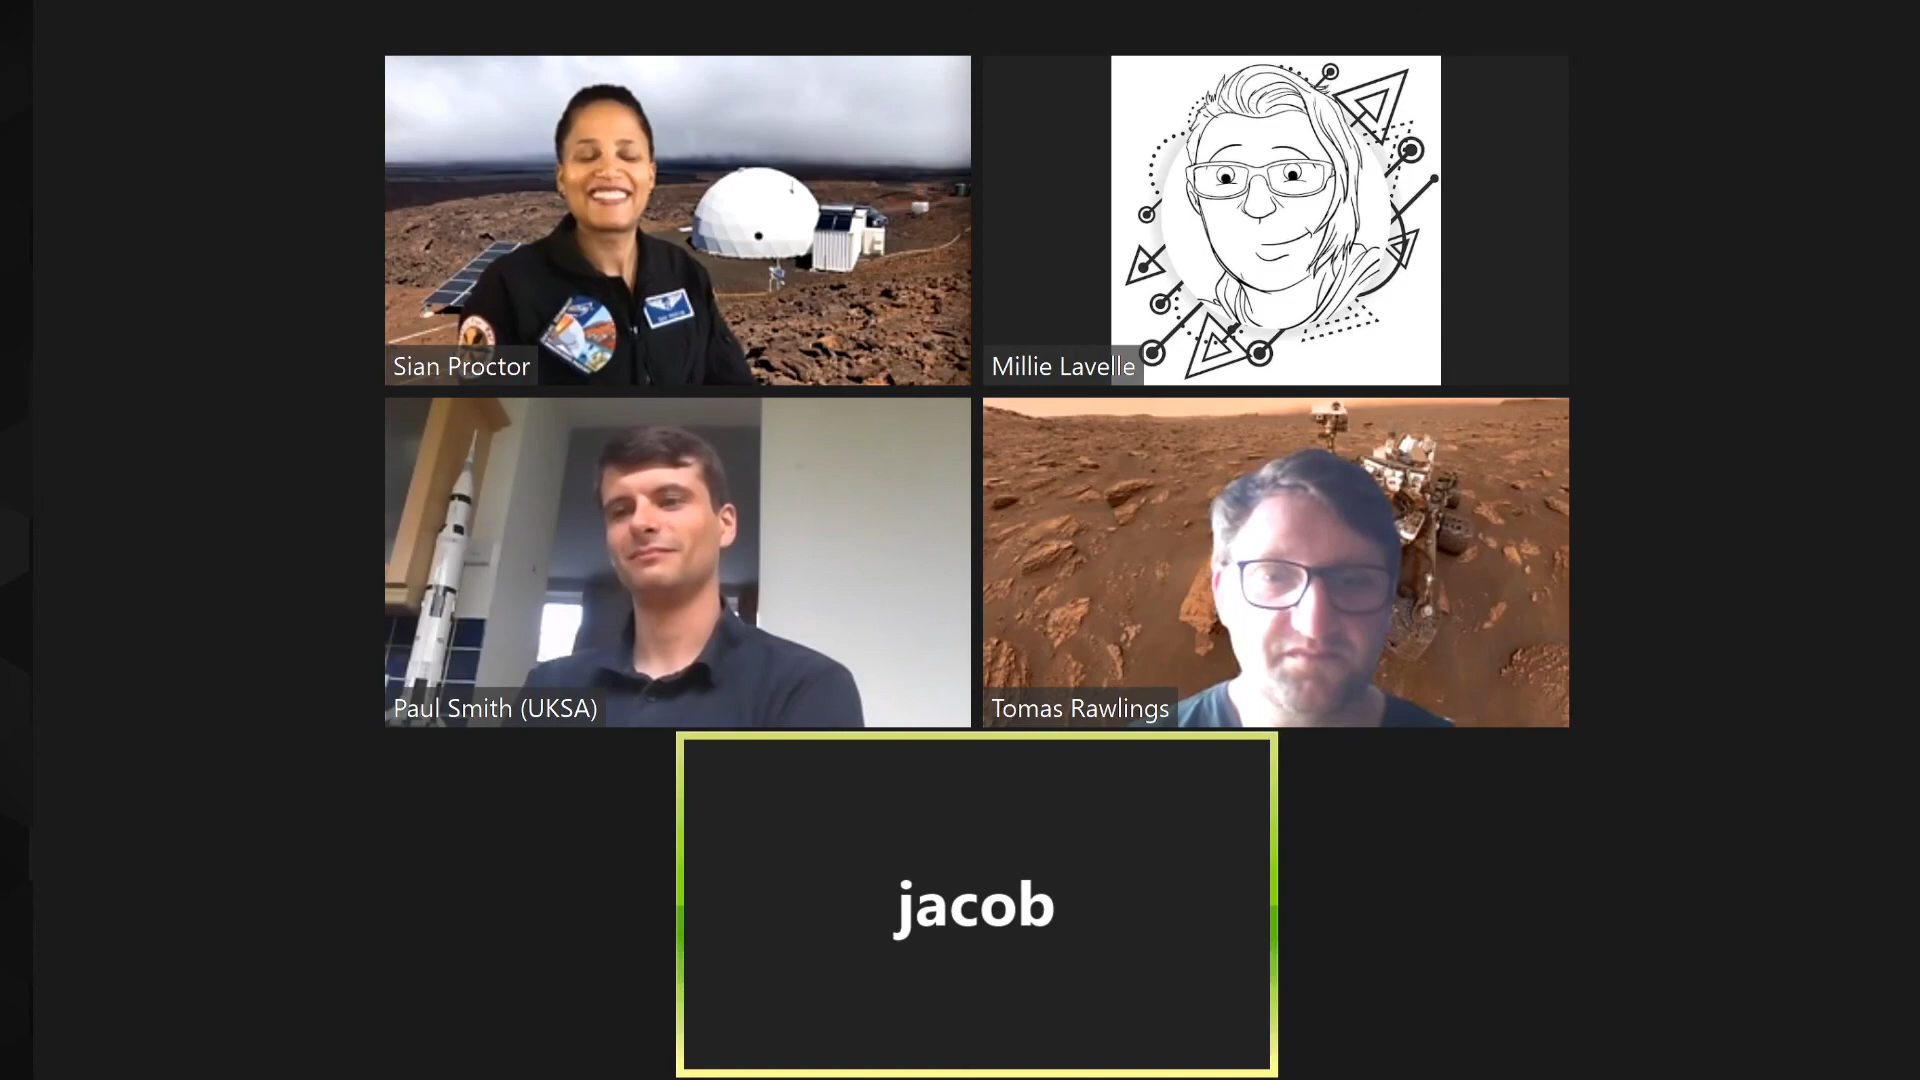 Sian Proctor
Millie Lavelle
Paul Smith (UKSA)
Tomas Rawlings
jacob